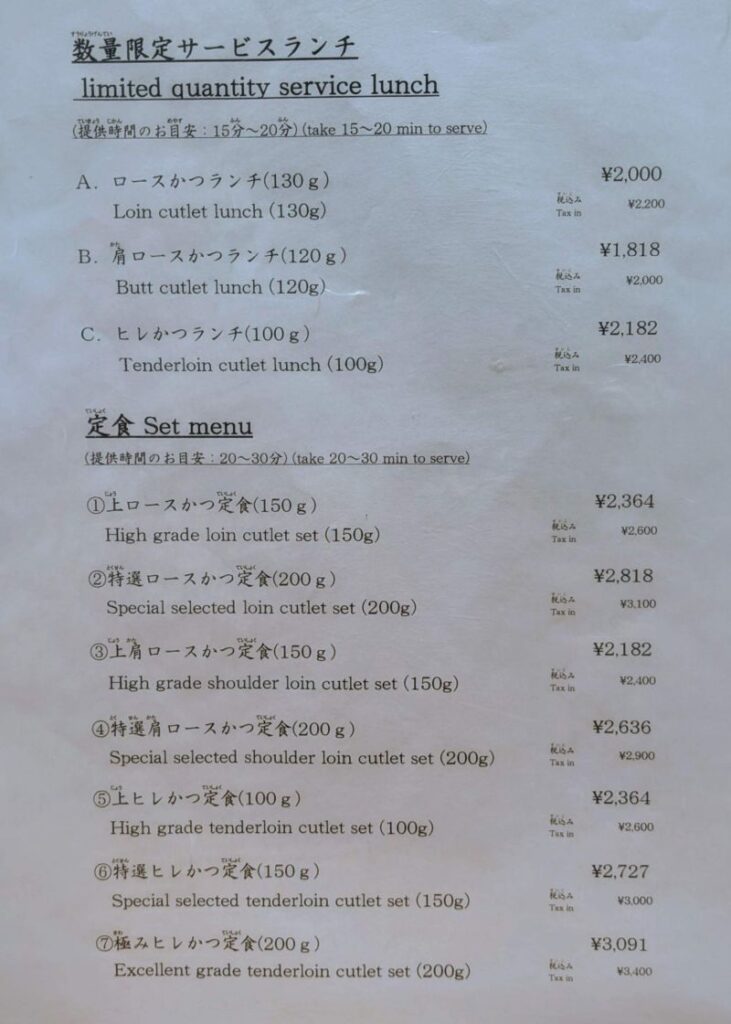 数量限定サービスランチ
limited quantity service lunch
(提供時間のお目安：15分～20分) (take 15～20 min to serve)
A. ロースかつランチ(130ｇ) ¥2,000
Loin cutlet lunch (130g) 税込み Tax in ¥2,200
B. 肩ロースかつランチ(120ｇ) ¥1,818
Butt cutlet lunch (120g) 税込み Tax in ¥2,000
C. ヒレかつランチ(100ｇ) ¥2,182
Tenderloin cutlet lunch (100g) 税込み Tax in ¥2,400
定食 Set menu
(提供時間のお目安：20～30分) (take 20～30 min to serve)
①上ロースかつ定食(150ｇ) ¥2,364
High grade loin cutlet set (150g) 税込み Tax in ¥2,600
②特選ロースかつ定食(200ｇ) ¥2,818
Special selected loin cutlet set (200g) 税込み Tax in ¥3,100
③上肩ロースかつ定食(150ｇ) ¥2,182
High grade shoulder loin cutlet set (150g) 税込み Tax in ¥2,400
④特選肩ロースかつ定食(200ｇ) ¥2,636
Special selected shoulder loin cutlet set (200g) 税込み Tax in ¥2,900
⑤上ヒレかつ定食(100ｇ) ¥2,364
High grade tenderloin cutlet set (100g) 税込み Tax in ¥2,600
⑥特選ヒレかつ定食(150ｇ) ¥2,727
Special selected tenderloin cutlet set (150g) 税込み Tax in ¥3,000
⑦極みヒレかつ定食(200ｇ) ¥3,091
Excellent grade tenderloin cutlet set (200g) 税込み Tax in ¥3,400